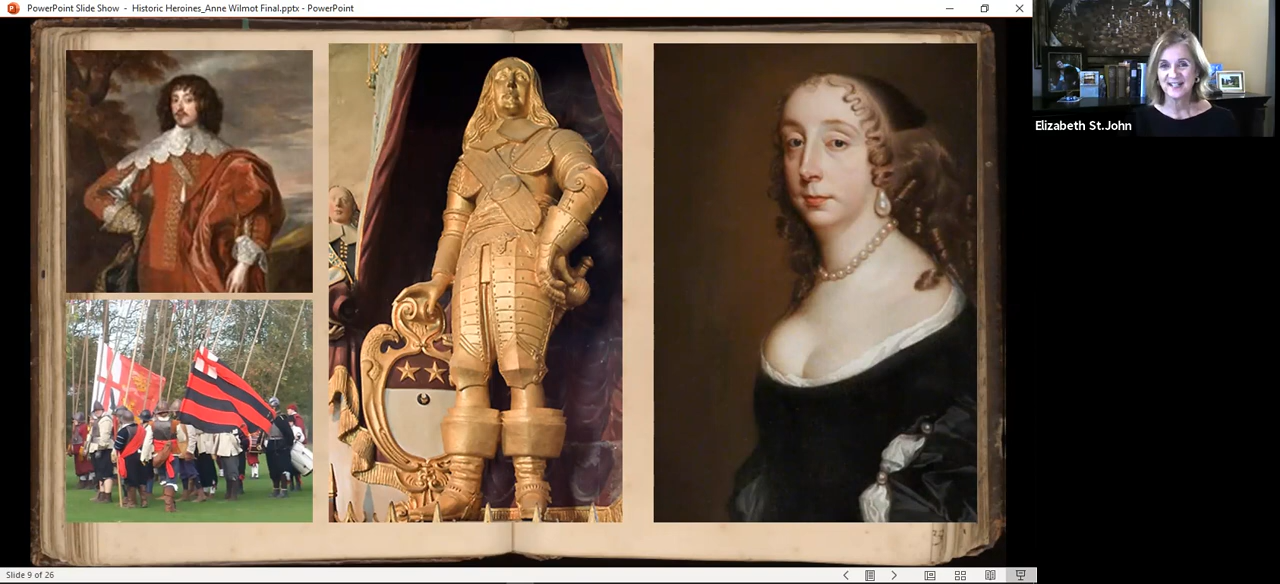 PowerPoint Slide Show - Historic Heroines_Anne Wilmot Final.pptx - PowerPoint
Elizabeth St.John
Slide 9 of 26